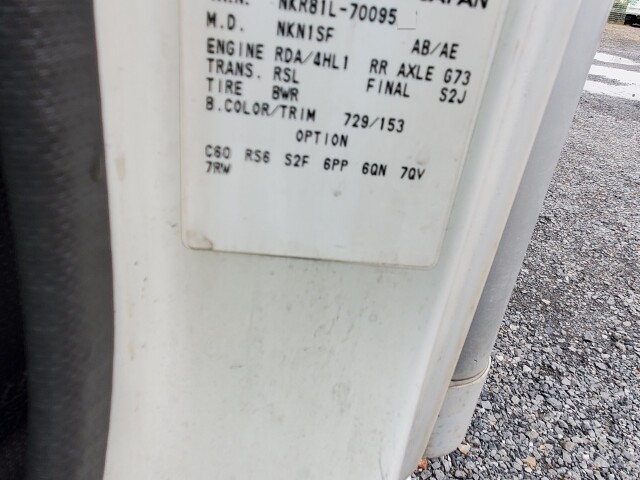 NKR81L-70095
M.D. NKN1SF AB/AE
ENGINE RDA/4HL1 RR AXLE G73
TRANS. RSL FINAL S2J
TIRE BWR
B.COLOR/TRIM 729/153
OPTION
C60 RS6 S2F 6PP 6QN 7QV
7RW